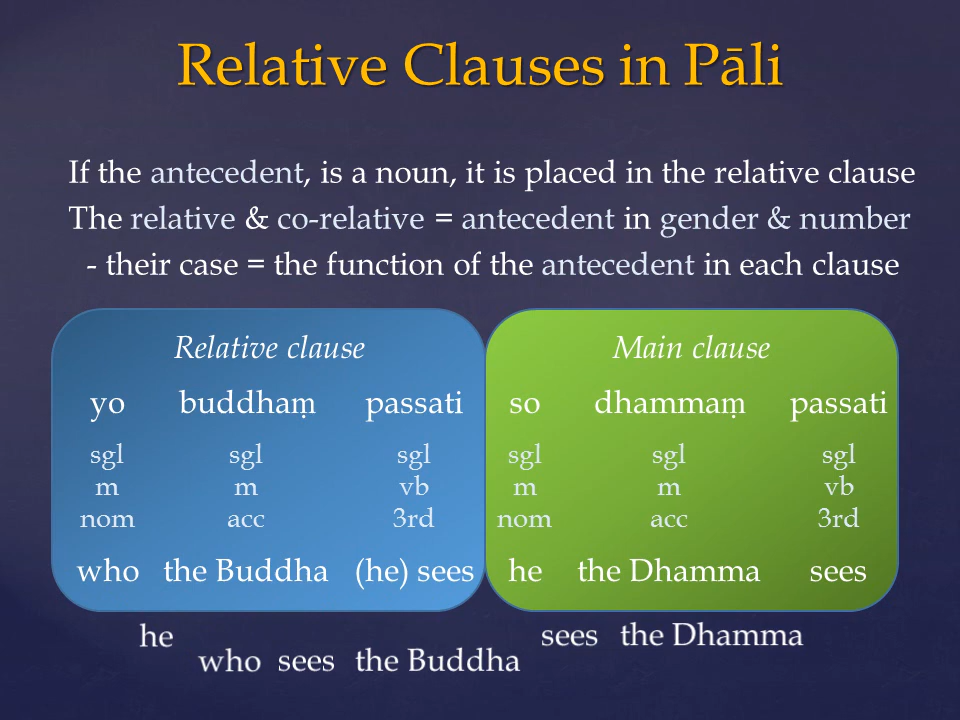 Relative Clauses in Pāli
If the antecedent, is a noun, it is placed in the relative clause
The relative & co-relative = antecedent in gender & number
- their case = the function of the antecedent in each clause
Relative clause
yo buddhaṃ passati
sgl sgl sgl
m m vb
nom acc 3rd
who the Buddha (he) sees
Main clause
so dhammaṃ passati
sgl sgl sgl
m m vb
nom acc 3rd
he the Dhamma sees
he
who sees the Buddha
sees the Dhamma